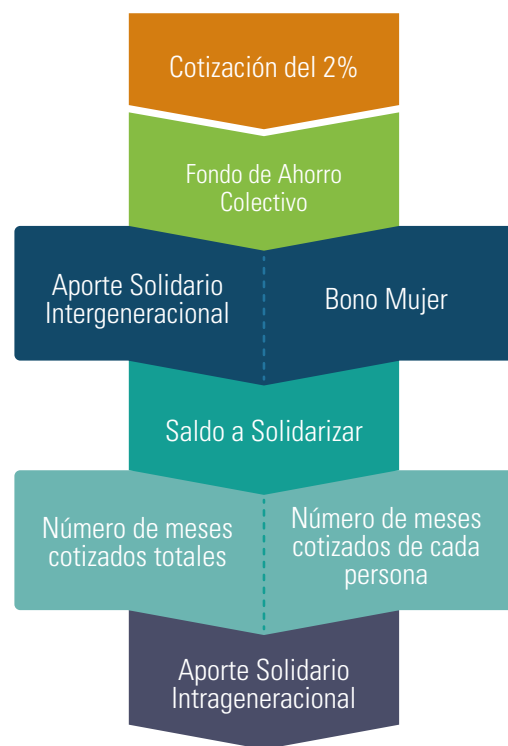 Cotización del 2%
Fondo de Ahorro
Colectivo
Aporte Solidario
Intergeneracional
Bono Mujer
Saldo a Solidarizar
Número de meses
cotizados totales
Número de meses
cotizados de cada
persona
Aporte Solidario
Intrageneracional